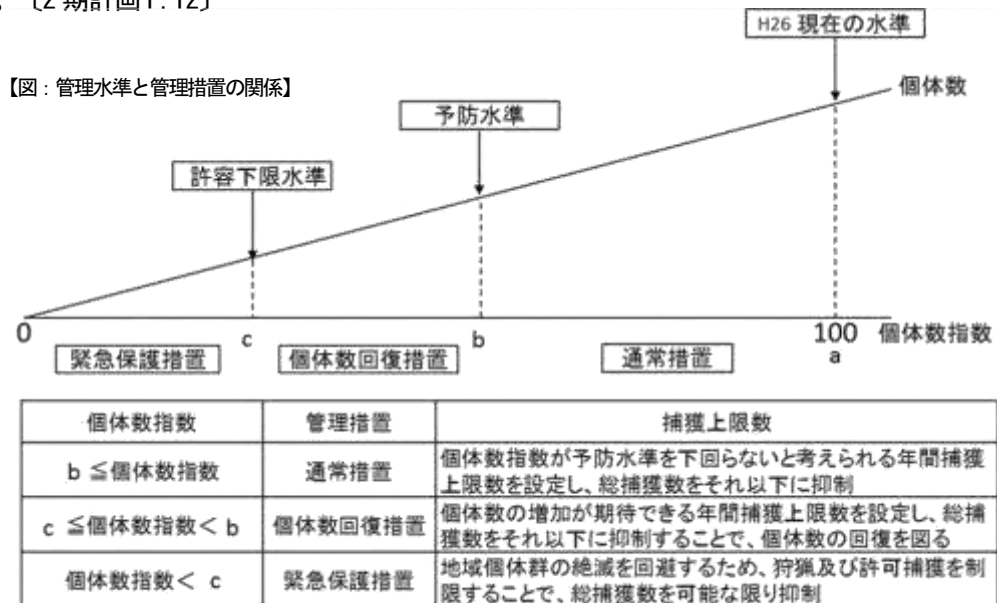 〔2 期計画 P. 12〕
H26 現在の水準
【図：管理水準と管理措置の関係】
個体数
予防水準
許容下限水準
0
c
b
100
a
個体数指数
緊急保護措置
個体数回復措置
通常措置
個体数指数 管理措置 捕獲上限数
b ≦個体数指数 通常措置 個体数指数が予防水準を下回らないと考えられる年間捕獲
上限数を設定し、総捕獲数をそれ以下に抑制
c ≦個体数指数＜ b 個体数回復措置 個体数の増加が期待できる年間捕獲上限数を設定し、総捕
獲数をそれ以下に抑制することで、個体数の回復を図る
個体数指数＜ c 緊急保護措置 地域個体群の絶滅を回避するため、狩猟及び許可捕獲を制
限することで、総捕獲数を可能な限り抑制